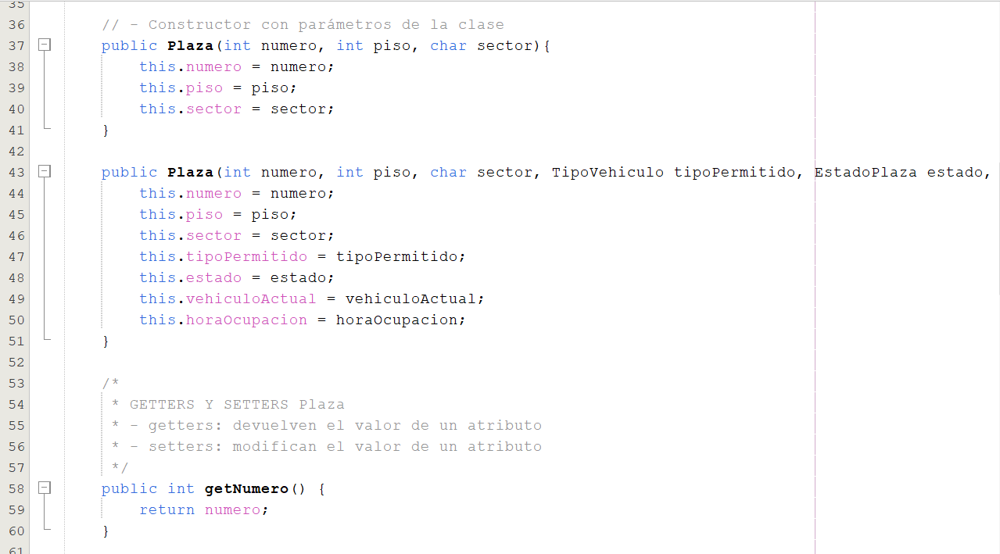 35
36 // - Constructor con parámetros de la clase
37 public Plaza(int numero, int piso, char sector){
38 this.numero = numero;
39 this.piso = piso;
40 this.sector = sector;
41 }
42
43 public Plaza(int numero, int piso, char sector, TipoVehiculo tipoPermitido, EstadoPlaza estado,
44 this.numero = numero;
45 this.piso = piso;
46 this.sector = sector;
47 this.tipoPermitido = tipoPermitido;
48 this.estado = estado;
49 this.vehiculoActual = vehiculoActual;
50 this.horaOcupacion = horaOcupacion;
51 }
52
53 /*
54 * GETTERS Y SETTERS Plaza
55 * - getters: devuelven el valor de un atributo
56 * - setters: modifican el valor de un atributo
57 */
58 public int getNumero() {
59 return numero;
60 }
61